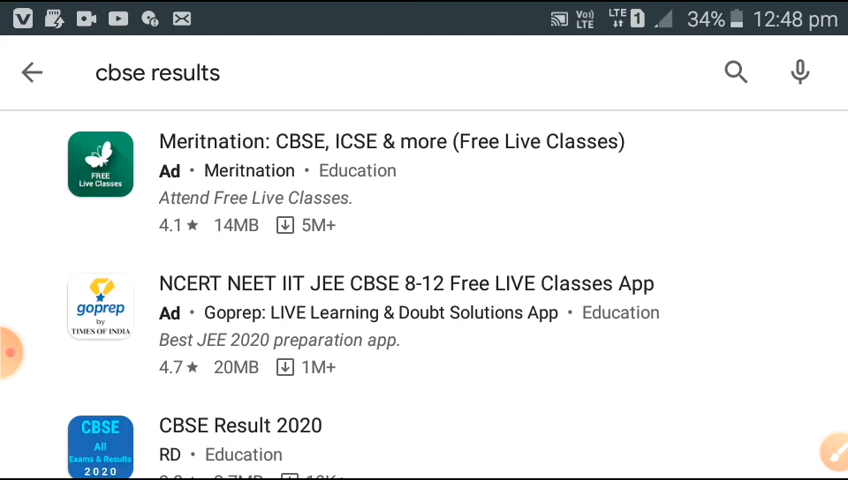 Vo))
LTE
LTE
1
34%
12:48 pm
cbse results
FREE
Live Classes
Meritnation: CBSE, ICSE & more (Free Live Classes)
Ad • Meritnation • Education
Attend Free Live Classes.
4.1★ 14MB 5M+
goprep
by
TIMES OF INDIA
NCERT NEET IIT JEE CBSE 8-12 Free LIVE Classes App
Ad • Goprep: LIVE Learning & Doubt Solutions App • Education
Best JEE 2020 preparation app.
4.7★ 20MB 1M+
CBSE
All
Exams & Results
2020
CBSE Result 2020
RD • Education